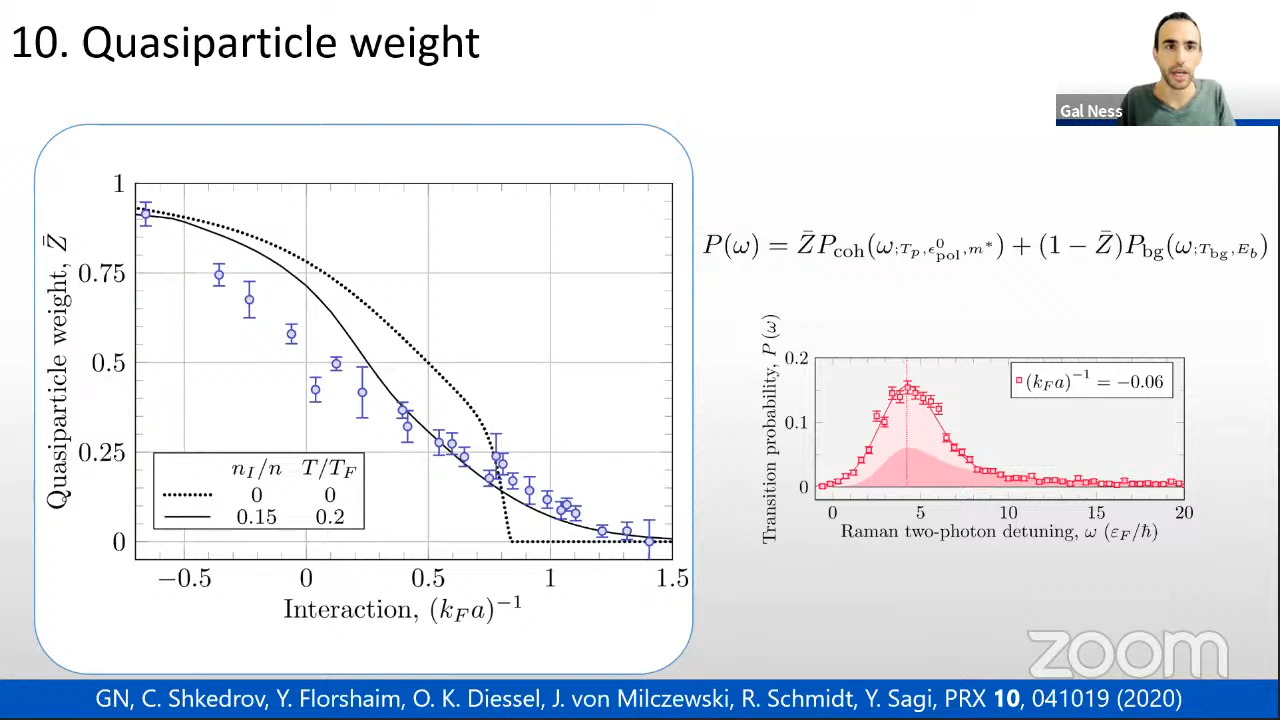 10. Quasiparticle weight
Gal Ness
1
0.75
0.5
0.25
0
Quasiparticle weight, Z̄
n_I/n T/T_F
0 0
0.15 0.2
−0.5 0 0.5 1 1.5
Interaction, (k_F a)⁻¹
P(ω) = Z̄P_coh(ω;T_p,ϵ⁰_pol,m*) + (1 − Z̄)P_bg(ω;T_bg,E_b)
Transition probability, P(ω)
0.2
0.1
0
(k_F a)⁻¹ = −0.06
0 5 10 15 20
Raman two-photon detuning, ω (ε_F/ħ)
zoom
GN, C. Shkedrov, Y. Florshaim, O. K. Diessel, J. von Milczewski, R. Schmidt, Y. Sagi, PRX 10, 041019 (2020)